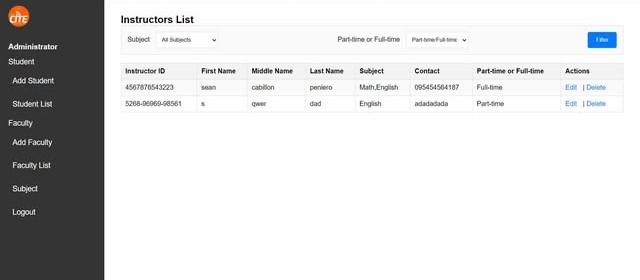 CITE
Administrator
Student
Add Student
Student List
Faculty
Add Faculty
Faculty List
Subject
Logout
Instructors List
Subject All Subjects Part-time or Full-time Part-time/Full-time Filter
Instructor ID First Name Middle Name Last Name Subject Contact Part-time or Full-time Actions
4567876543223 sean cabillon peniero Math,English 095454564187 Full-time Edit | Delete
5268-96969-98561 s qwer dad English adadadada Part-time Edit | Delete